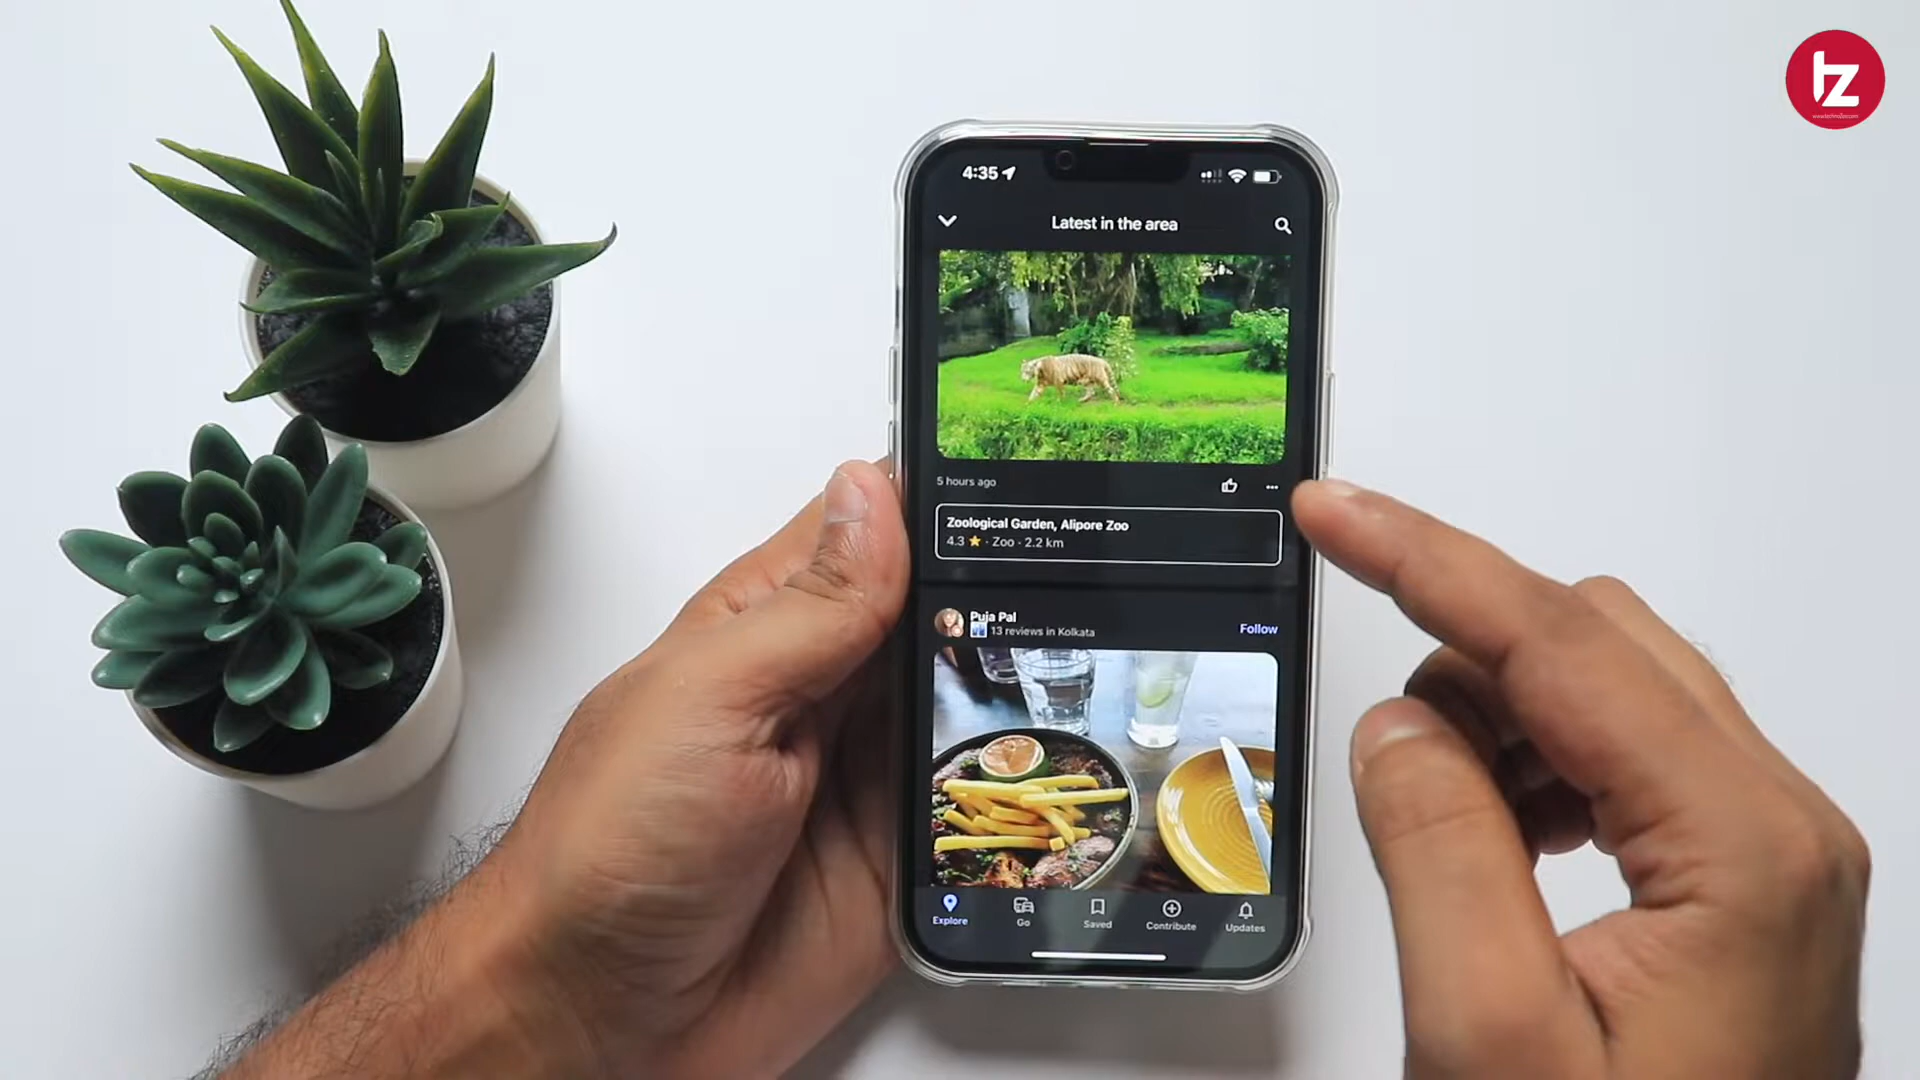 tz
4:35
Latest in the area
5 hours ago
Zoological Garden, Alipore Zoo
4.3 ★ · Zoo · 2.2 km
Puja Pal
13 reviews in Kolkata
Follow
Explore
Go
Saved
Contribute
Updates